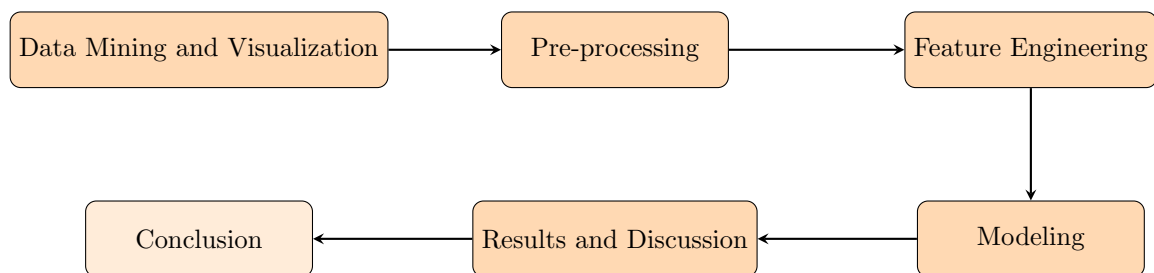 Data Mining and Visualization
Pre-processing
Feature Engineering
Modeling
Results and Discussion
Conclusion